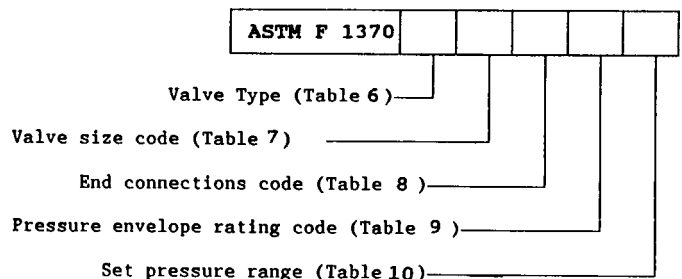 ASTM F 1370
Valve Type (Table 6)
Valve size code (Table 7)
End connections code (Table 8)
Pressure envelope rating code (Table 9 )
Set pressure range (Table 10)